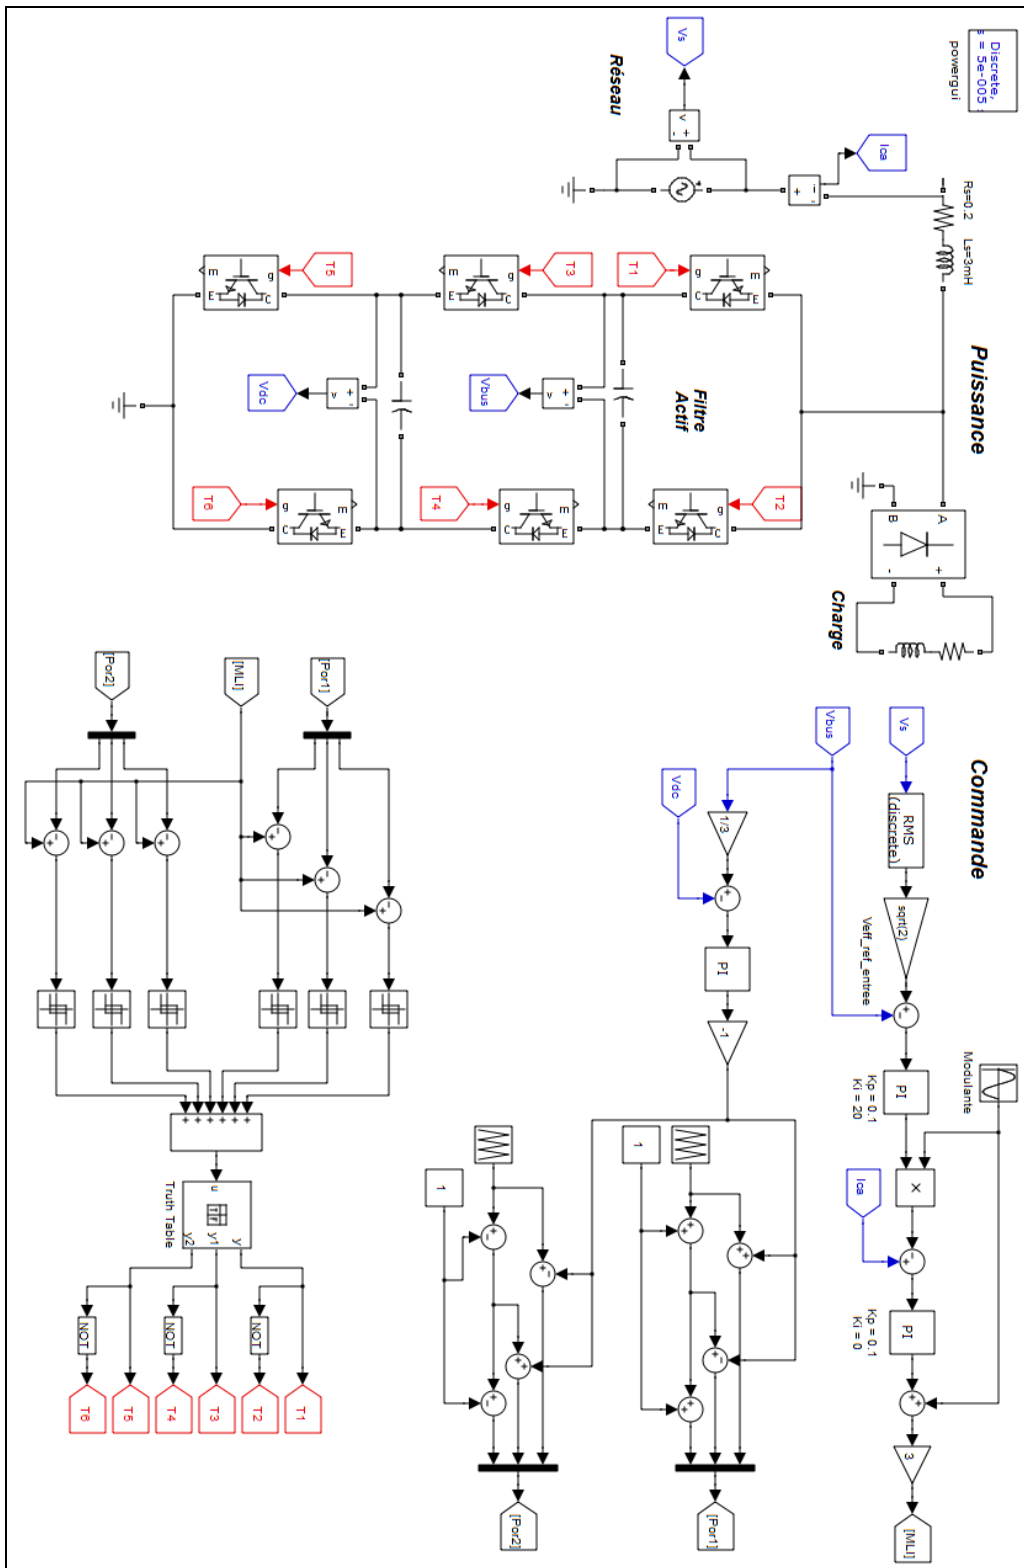 Discrete,
s = 5e-005 s
powergui
Réseau
Vs
v
+
-
Ica
i
+
-
Rs=0.2
Ls=3mH
Puissance
T1
g
m
C
E
T3
g
m
C
E
T5
g
m
C
E
Vdc
v
+
-
Vbus
v
+
-
Filtre
Actif
T2
g
m
C
E
T4
g
m
C
E
T6
g
m
C
E
A
B
+
-
Charge
Commande
Vs
RMS
(discrete)
sqrt(2)
Veff_ref_entree
+
-
PI
Kp = 0.1
Ki = 20
Modulante
×
Ica
+
-
PI
Kp = 0.1
Ki = 0
+
+
3
[MLI]
Vbus
1/3
Vdc
+
-
PI
-1
1
+
+
+
+
+
-
+
+
[Por1]
1
+
-
+
-
+
+
+
-
[Por2]
[Por1]
[MLI]
[Por2]
-
+
-
+
-
+
-
+
-
+
-
+
+
+
+
+
+
+
u
T F
y
y1
y2
Truth Table
NOT
NOT
NOT
T1
T2
T3
T4
T5
T6